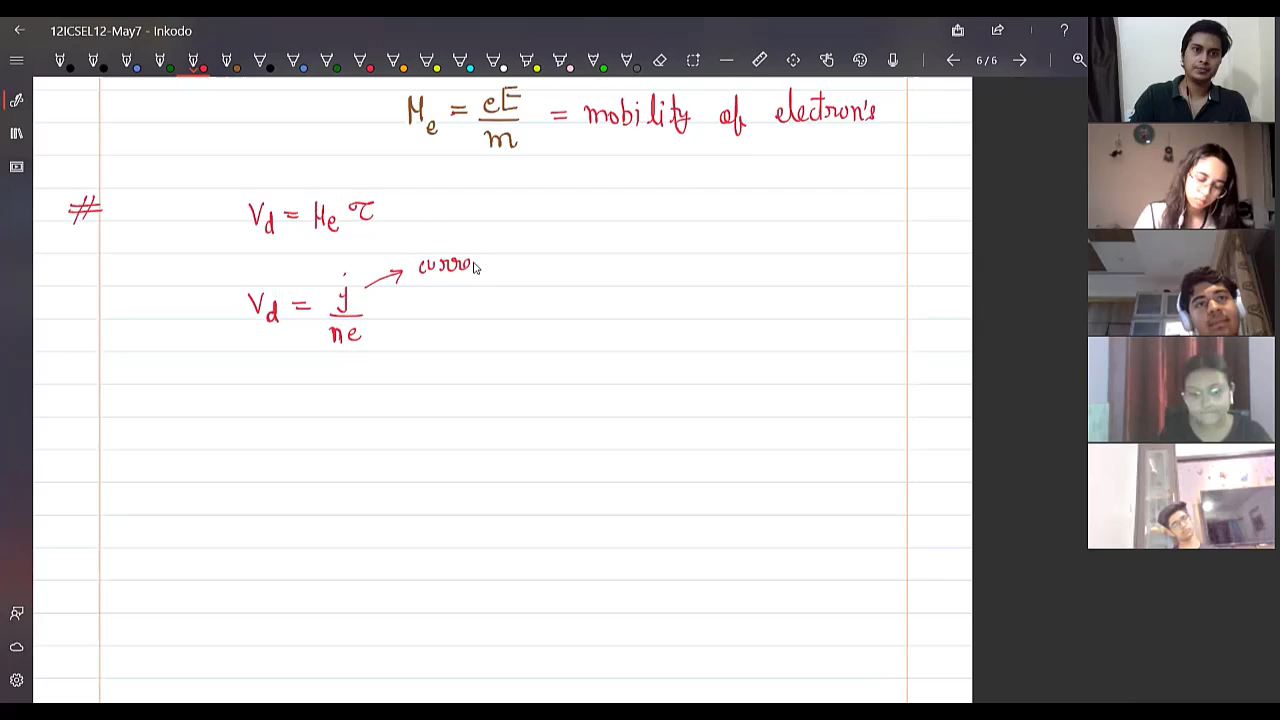 12ICSEL12-May7 - Inkodo
6/6
μe = eE/m = mobility of electron's
# Vd = μe τ
curre
Vd = j/ne